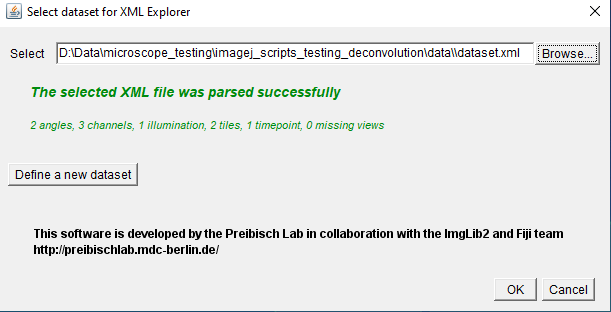 Select dataset for XML Explorer
Select D:\Data\microscope_testing\imagej_scripts_testing_deconvolution\data\\dataset.xml Browse...
The selected XML file was parsed successfully
2 angles, 3 channels, 1 illumination, 2 tiles, 1 timepoint, 0 missing views
Define a new dataset
This software is developed by the Preibisch Lab in collaboration with the ImgLib2 and Fiji team
http://preibischlab.mdc-berlin.de/
OK Cancel